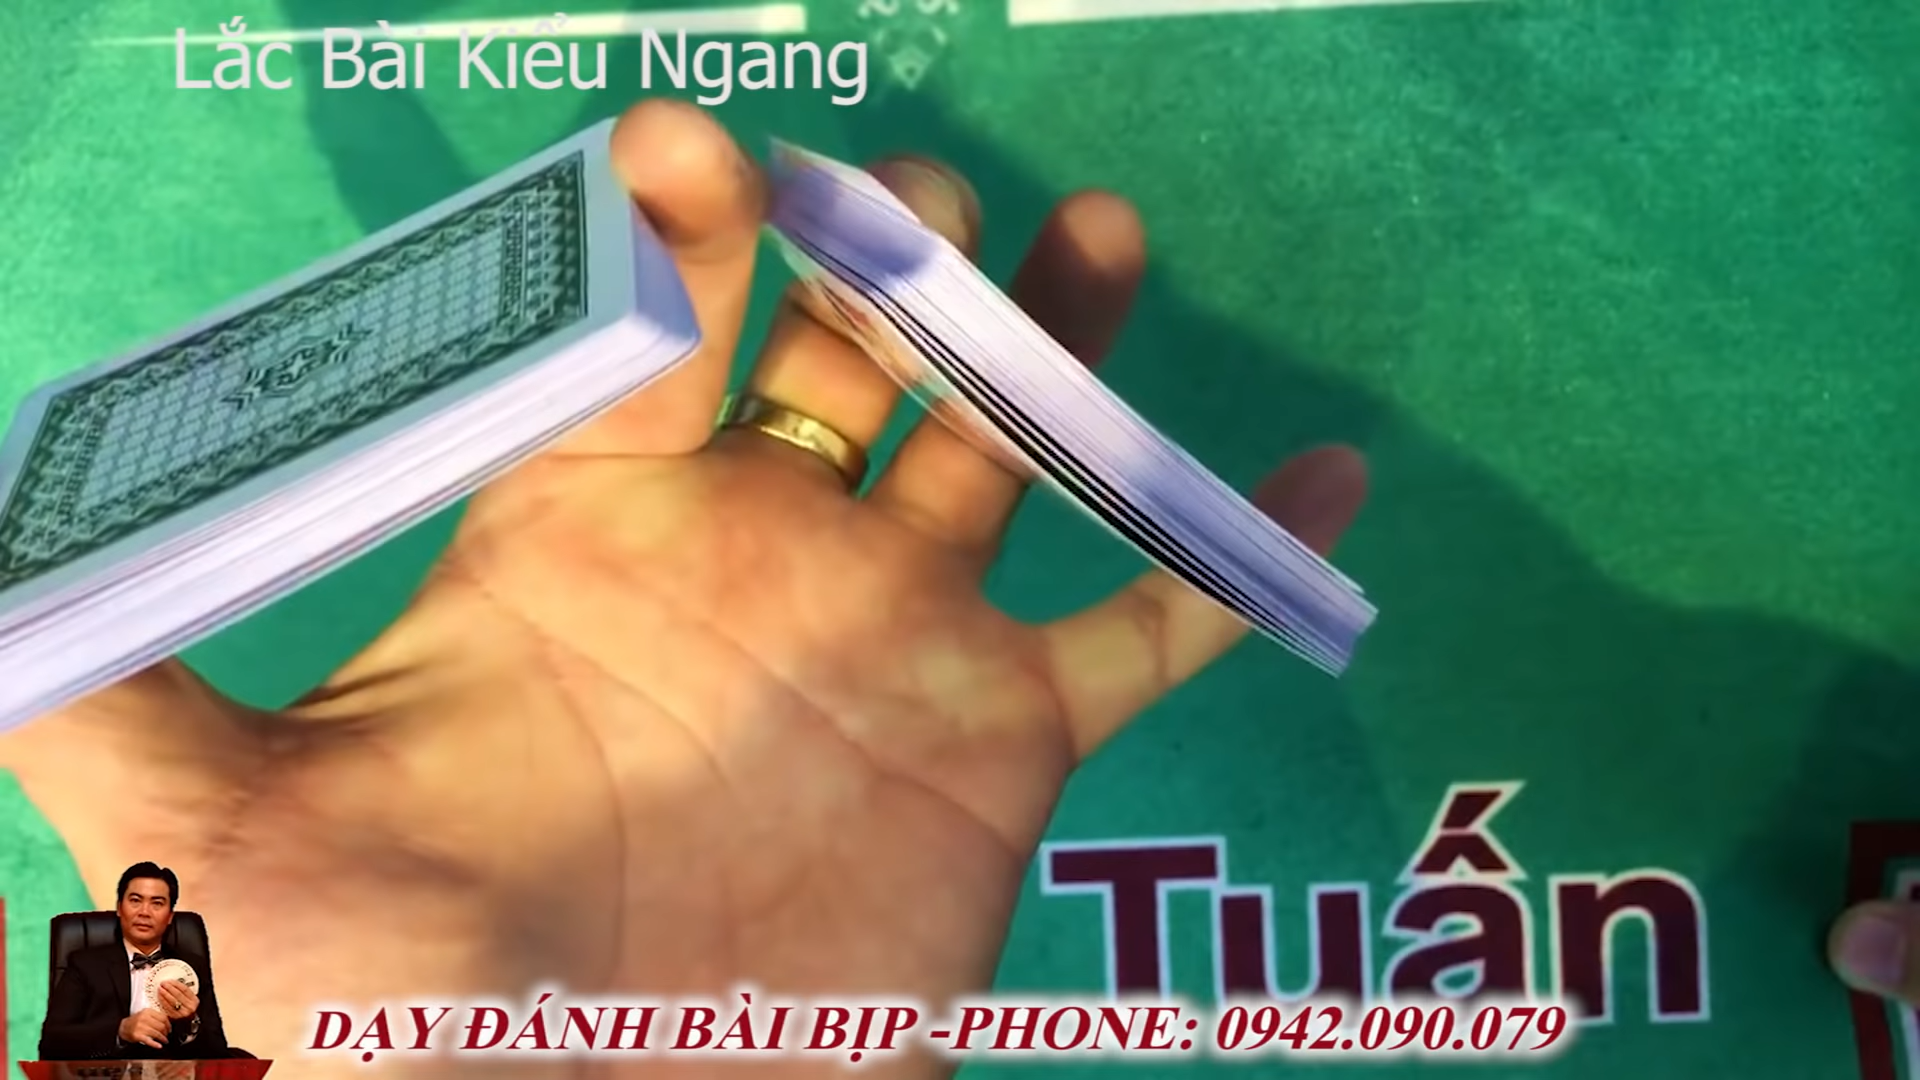 Lắc Bài Kiểu Ngang
Tuấn
DẠY ĐÁNH BÀI BỊP -PHONE: 0942.090.079